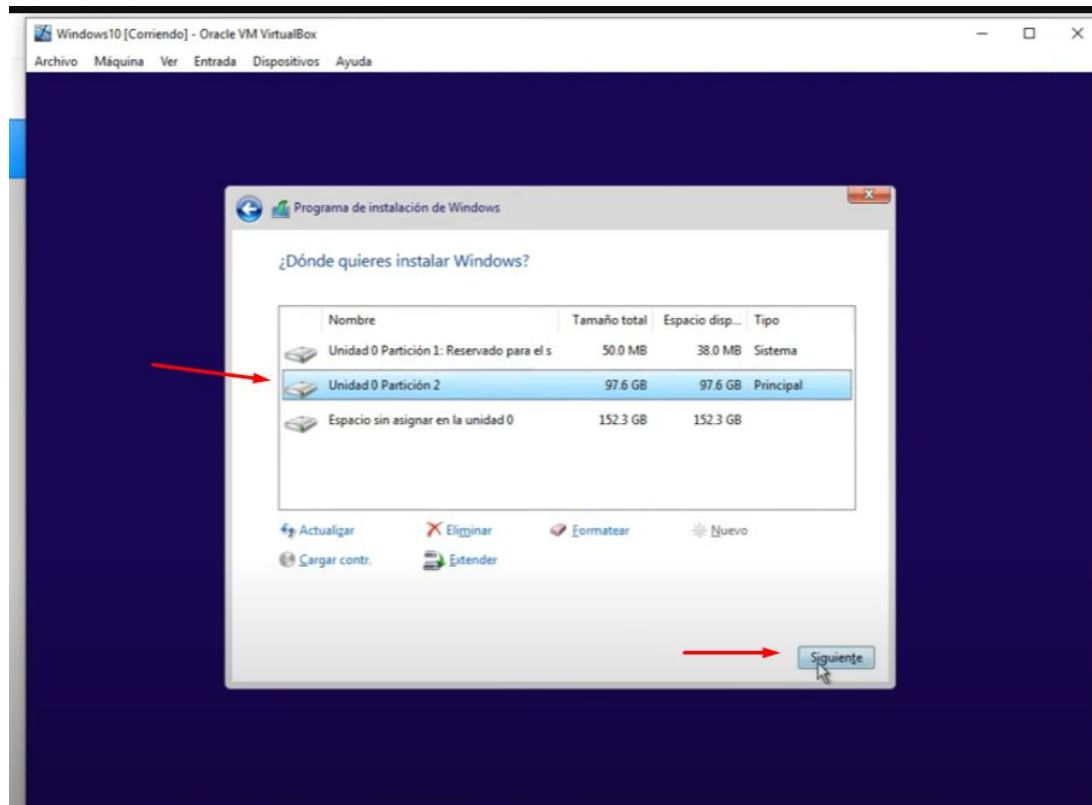 Windows10 [Corriendo] - Oracle VM VirtualBox
Archivo Máquina Ver Entrada Dispositivos Ayuda
Programa de instalación de Windows
¿Dónde quieres instalar Windows?
Nombre Tamaño total Espacio disp... Tipo
Unidad 0 Partición 1: Reservado para el s 50.0 MB 38.0 MB Sistema
Unidad 0 Partición 2 97.6 GB 97.6 GB Principal
Espacio sin asignar en la unidad 0 152.3 GB 152.3 GB
Actualizar Eliminar Formatear Nuevo
Cargar contr. Extender
Siguiente